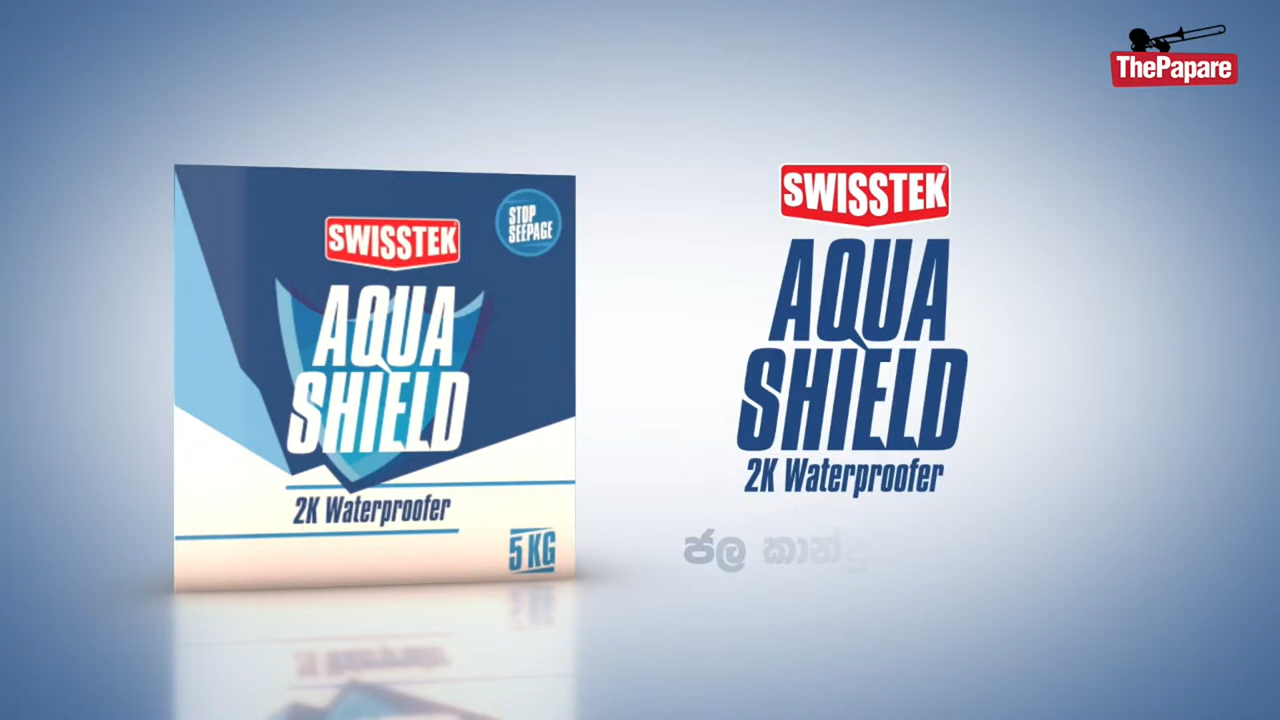 ThePapare
STOP
SEEPAGE
SWISSTEK
AQUA
SHIELD
2K Waterproofer
5 KG
SWISSTEK
AQUA
SHIELD
2K Waterproofer
ජල